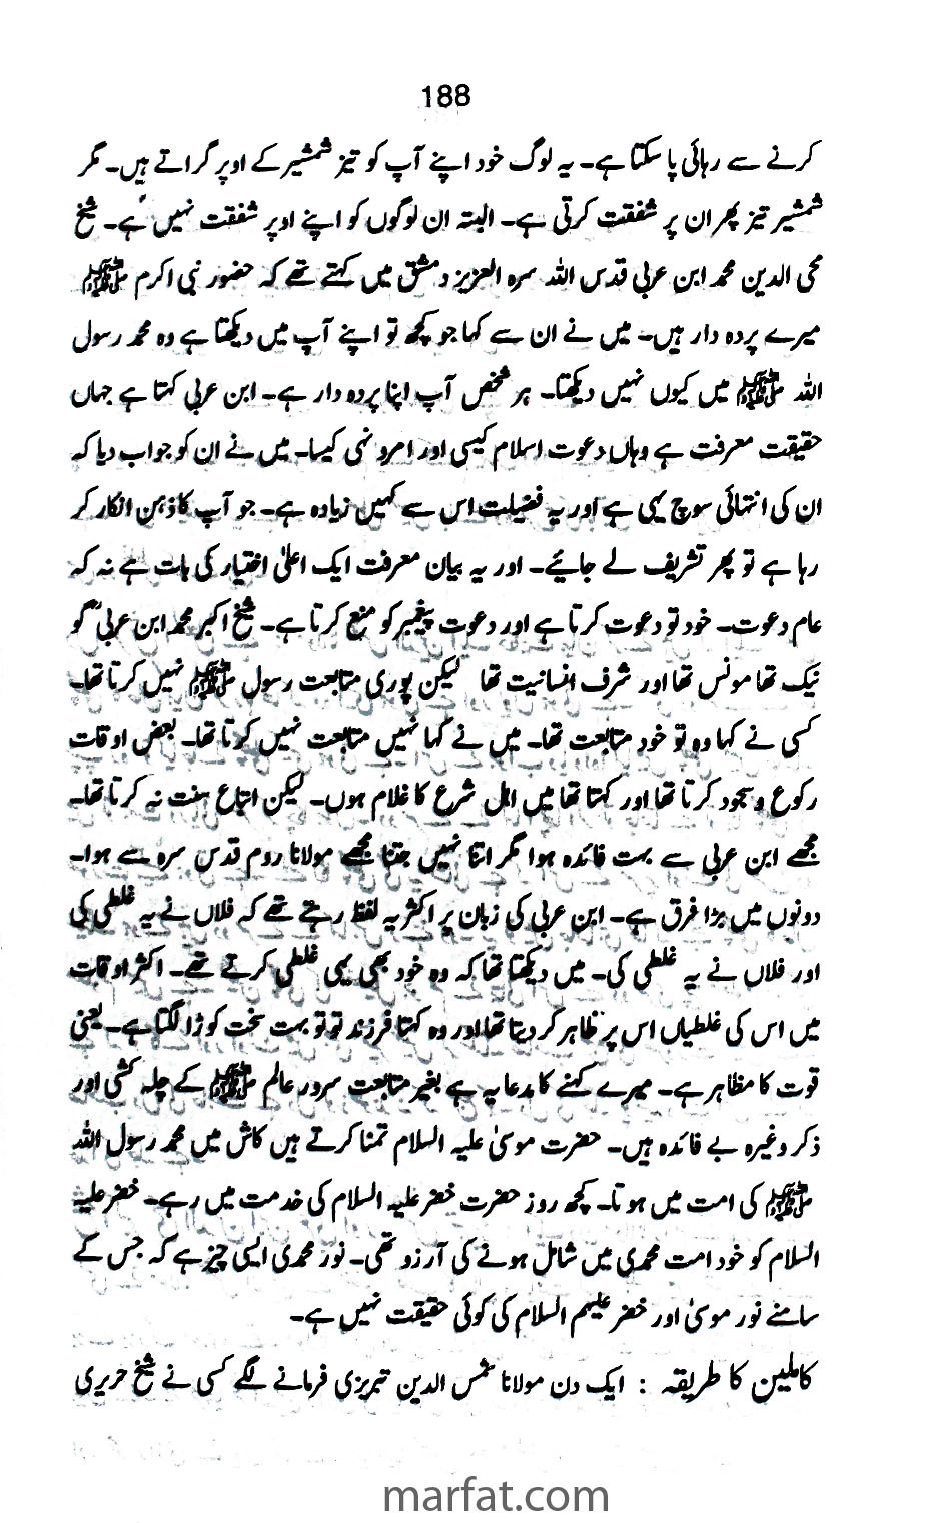 188
کرنے سے رہائی پا سکتا ہے۔ یہ لوگ خود اپنے آپ کو تیز شمشیر کے اوپر گراتے ہیں۔ مگر
شمشیر تیز پھر ان پر شفقت کرتی ہے۔ البتہ ان لوگوں کو اپنے اوپر شفقت نہیں ہے۔ شیخ
محی الدین محمد ابن عربی قدس اللہ سرہ العزیز دمشق میں کہتے تھے کہ حضور نبی اکرم ﷺ
میرے پردہ دار ہیں۔ میں نے ان سے کہا جو کچھ تو اپنے آپ میں دیکھتا ہے وہ محمد رسول
اللہ ﷺ میں کیوں نہیں دیکھتا۔ ہر شخص آپ اپنا پردہ دار ہے۔ ابن عربی کہتا ہے جہاں
حقیقت معرفت ہے وہاں دعوت اسلام کیسی اور امر و نہی کیسا۔ میں نے ان کو جواب دیا کہ
ان کی انتہائی سوچ یہی ہے اور یہ فضیلت اس سے کہیں زیادہ ہے۔ جو آپ کا ذہن انکار کر
رہا ہے تو پھر تشریف لے جائیے۔ اور یہ بیان معرفت ایک اعلیٰ اختیار کی بات ہے نہ کہ
عام دعوت۔ خود تو دعوت کرتا ہے اور دعوت پیغمبر کو منع کرتا ہے۔ شیخ اکبر محمد ابن عربیؒ گو
نیک تھا مونس تھا اور شرف انسانیت تھا لیکن پوری متابعت رسول ﷺ نہیں کرتا تھا۔
کسی نے کہا وہ تو خود متابعت تھا۔ میں نے کہا نہیں متابعت نہیں کرتا تھا۔ بعض اوقات
رکوع و سجود کرتا تھا اور کہتا تھا میں اہل شرع کا غلام ہوں۔ لیکن اتباع سنت نہ کرتا تھا۔
مجھے ابن عربی سے بہت فائدہ ہوا مگر اتنا نہیں جتنا مجھے مولانا روم قدس سرہ سے ہوا۔
دونوں میں بڑا فرق ہے۔ ابن عربی کی زبان پر اکثر یہ لفظ رہتے تھے کہ فلاں نے یہ غلطی کی
اور فلاں نے یہ غلطی کی۔ میں دیکھتا تھا کہ وہ خود بھی یہی غلطی کرتے تھے۔ اکثر اوقات
میں اس کی غلطیاں اس پر ظاہر کر دیتا تھا اور وہ کہتا فرزند تو تو بہت سخت کوڑا لگتا ہے۔ یعنی
قوت کا مظاہر ہے۔ میرے کہنے کا مدعا یہ ہے بغیر متابعت سرور عالم ﷺ کے چلہ کشی اور
ذکر وغیرہ بے فائدہ ہیں۔ حضرت موسیٰ علیہ السلام تمنا کرتے ہیں کاش میں محمد رسول اللہ
ﷺ کی امت میں ہوتا۔ کچھ روز حضرت خضر علیہ السلام کی خدمت میں رہے۔ خضر علیہ
السلام کو خود امت محمدی میں شامل ہونے کی آرزو تھی۔ نور محمدی ایسی چیز ہے کہ جس کے
سامنے نور موسیٰ اور خضر علیہم السلام کی کوئی حقیقت نہیں ہے۔
کاملین کا طریقہ : ایک دن مولانا شمس الدین تبریزی فرمانے لگے کسی نے شیخ حریری
marfat.com